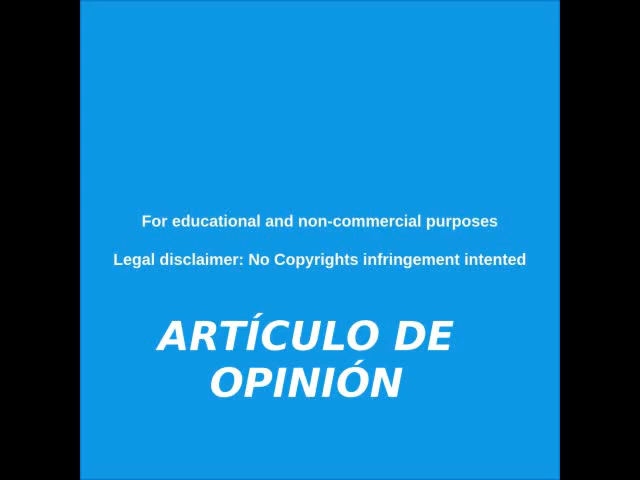 For educational and non-commercial purposes
Legal disclaimer: No Copyrights infringement intented
ARTÍCULO DE
OPINIÓN